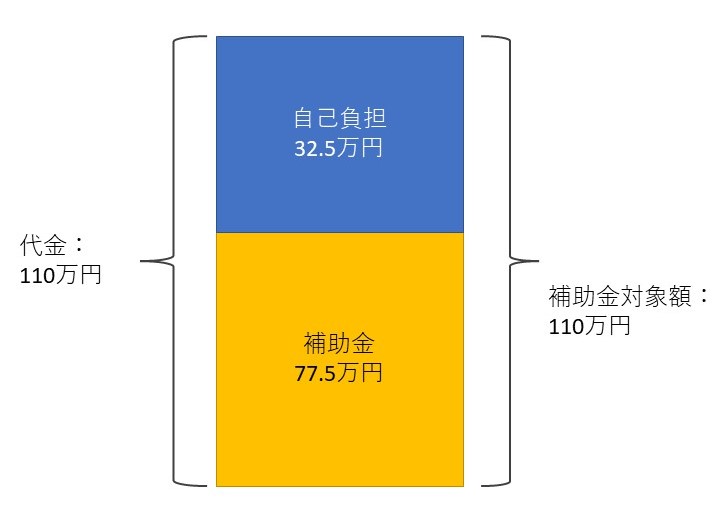 自己負担
32.5万円
代金：
110万円
補助金対象額：
110万円
補助金
77.5万円